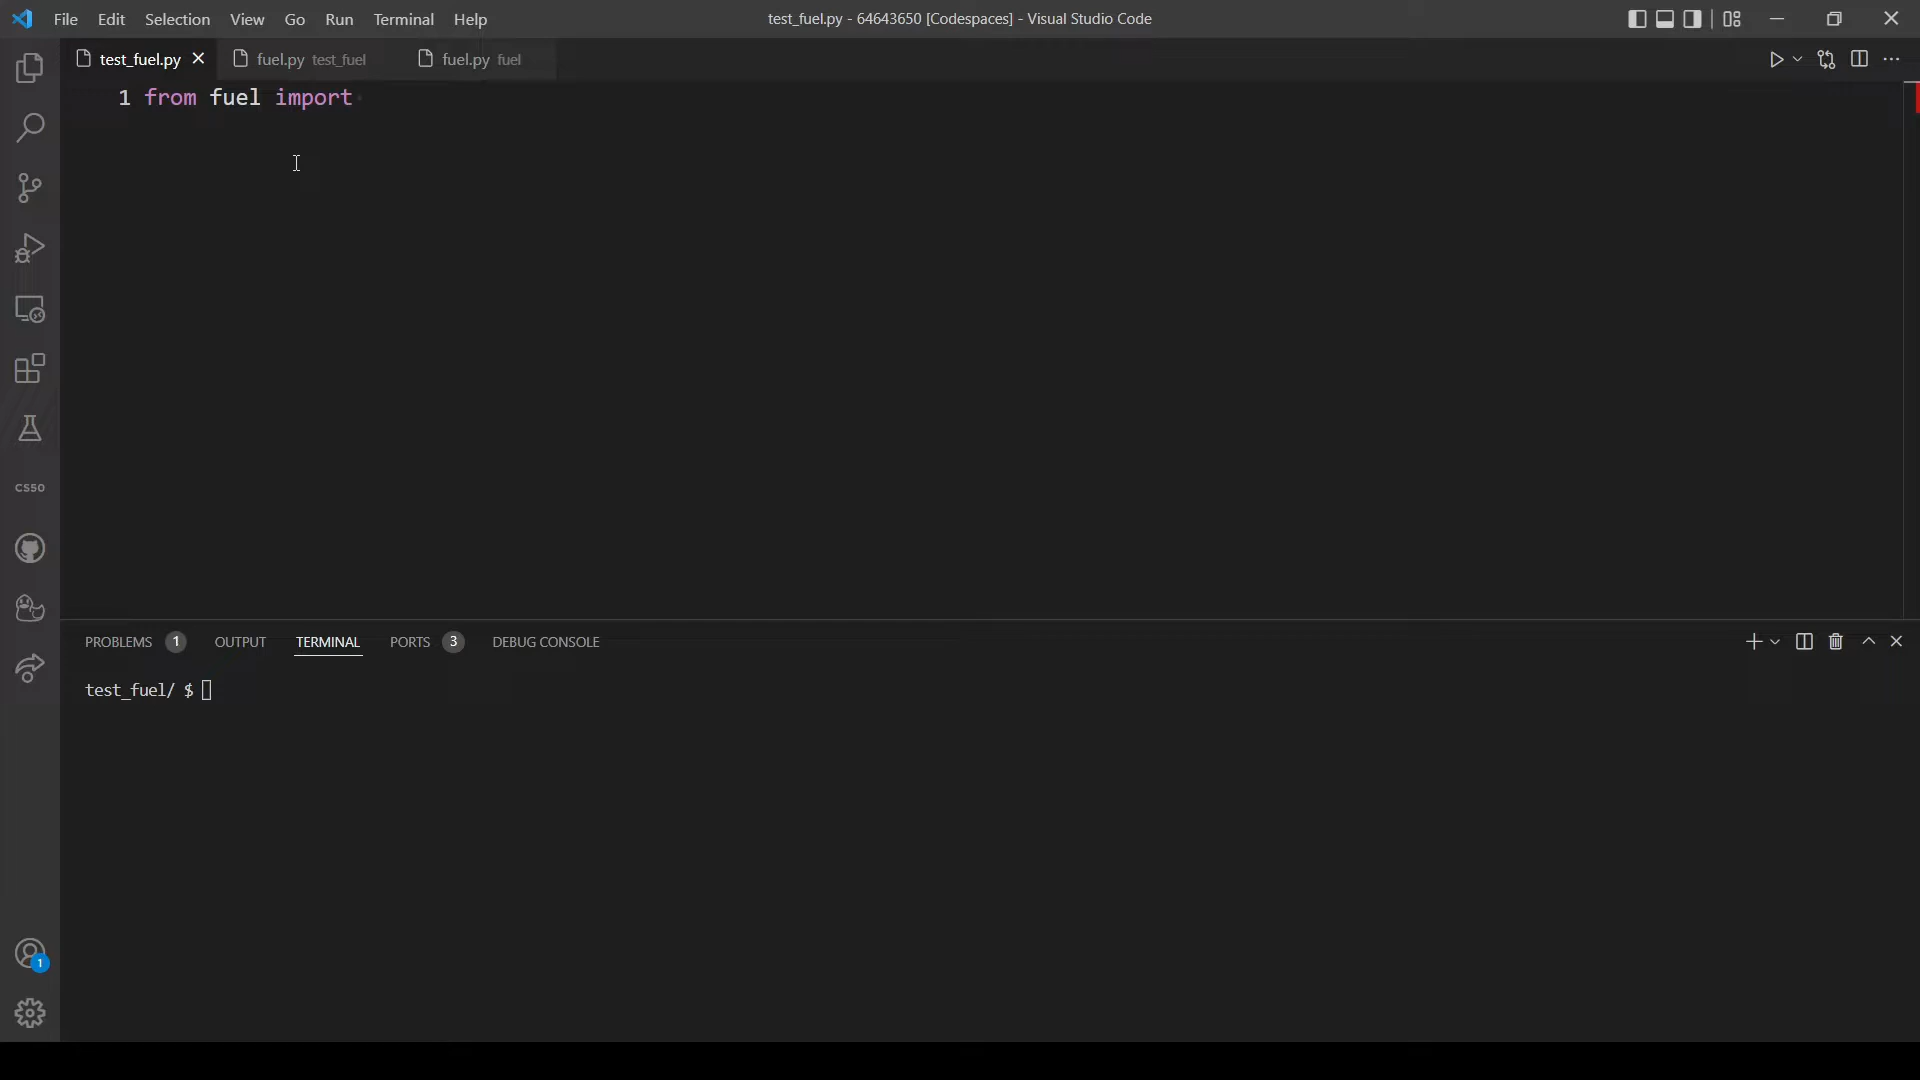 File Edit Selection View Go Run Terminal Help
test_fuel.py - 64643650 [Codespaces] - Visual Studio Code
test_fuel.py
fuel.py test_fuel
fuel.py fuel
1 from fuel import
CS50
PROBLEMS 1 OUTPUT TERMINAL PORTS 3 DEBUG CONSOLE
test_fuel/ $
1